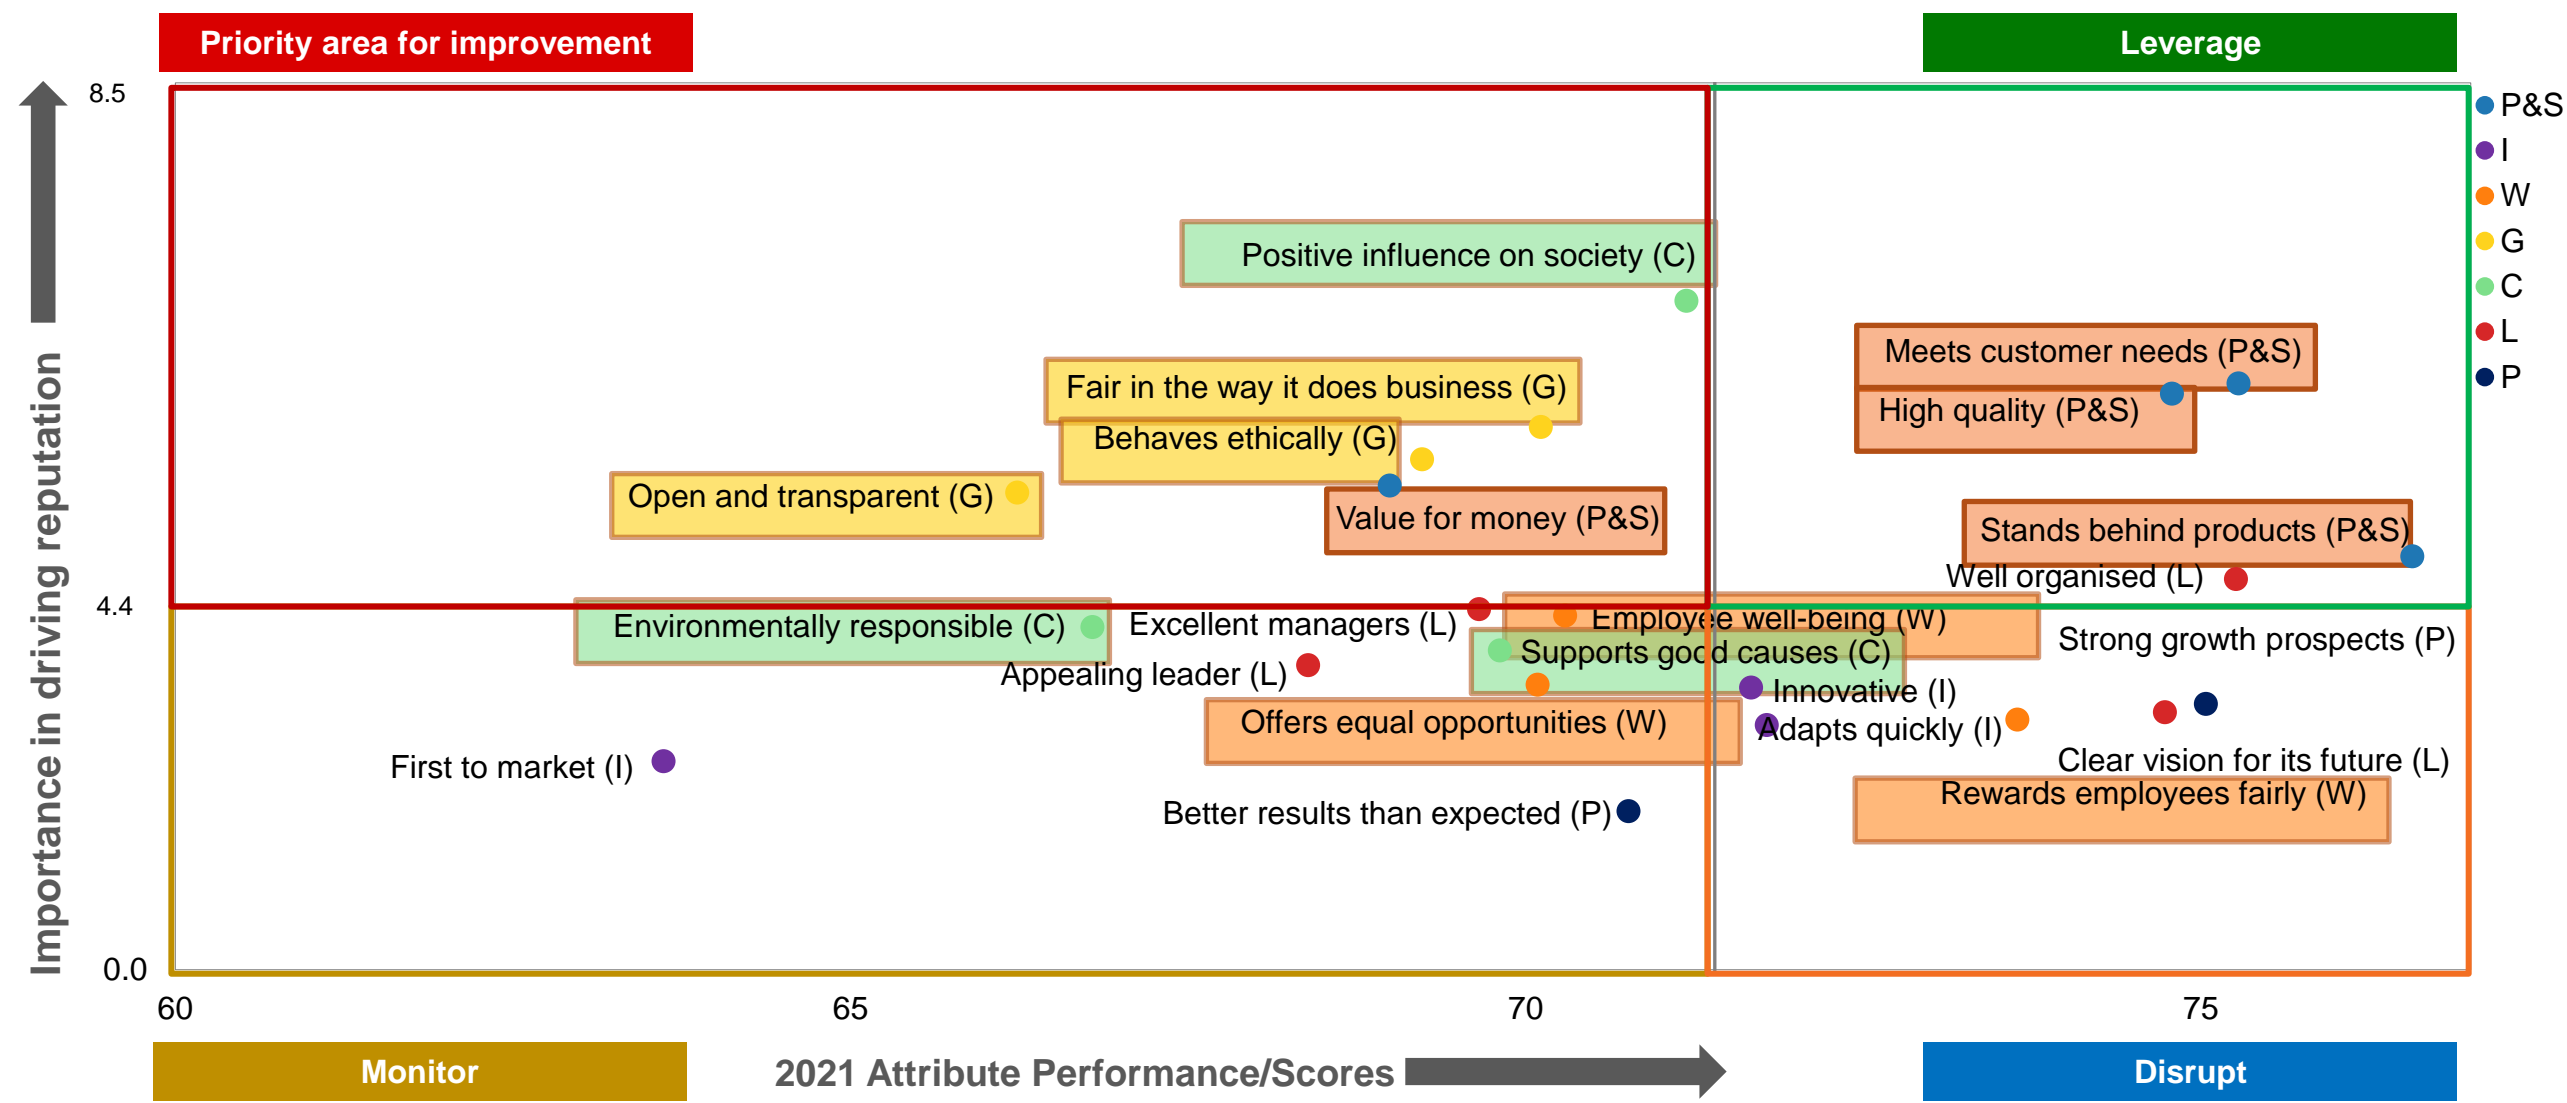 Priority area for improvement
Leverage
8.5
P&S
I
W
G
C
L
P
Positive influence on society (C)
Meets customer needs (P&S)
Fair in the way it does business (G)
High quality (P&S)
Behaves ethically (G)
Open and transparent (G)
Value for money (P&S)
Stands behind products (P&S)
Well organised (L)
4.4
Environmentally responsible (C)
Excellent managers (L)
Employee well-being (W)
Strong growth prospects (P)
Supports good causes (C)
Appealing leader (L)
Innovative (I)
Offers equal opportunities (W)
Adapts quickly (I)
First to market (I)
Clear vision for its future (L)
Rewards employees fairly (W)
Better results than expected (P)
Importance in driving reputation
0.0
60
65
70
75
Monitor
2021 Attribute Performance/Scores
Disrupt